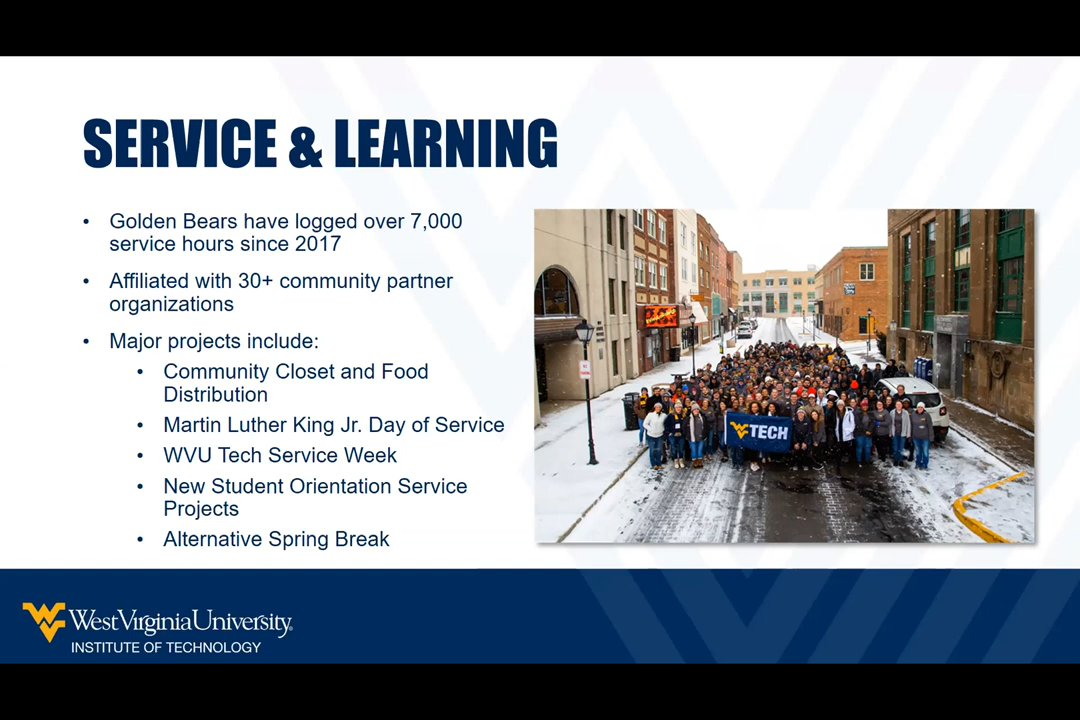 SERVICE & LEARNING
• Golden Bears have logged over 7,000
service hours since 2017
• Affiliated with 30+ community partner
organizations
• Major projects include:
• Community Closet and Food
Distribution
• Martin Luther King Jr. Day of Service
• WVU Tech Service Week
• New Student Orientation Service
Projects
• Alternative Spring Break
TECH
WestVirginiaUniversity®
INSTITUTE OF TECHNOLOGY